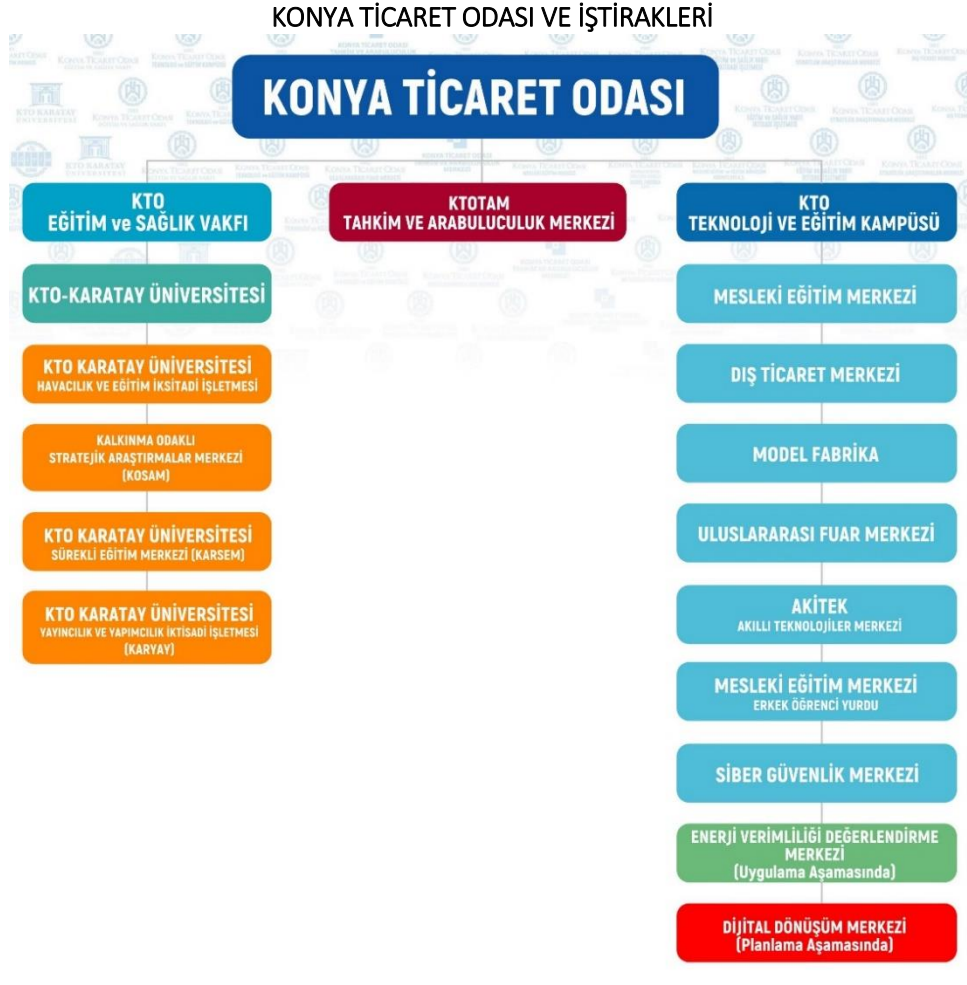 KONYA TİCARET ODASI VE İŞTİRAKLERİ
KONYA TİCARET ODASI
KTO
EĞİTİM ve SAĞLIK VAKFI
KTO-KARATAY ÜNİVERSİTESİ
KTO KARATAY ÜNİVERSİTESİ
HAVACILIK VE EĞİTİM İKSİTADİ İŞLETMESİ
KALKINMA ODAKLI
STRATEJİK ARAŞTIRMALAR MERKEZİ
(KOSAM)
KTO KARATAY ÜNİVERSİTESİ
SÜREKLİ EĞİTİM MERKEZİ (KARSEM)
KTO KARATAY ÜNİVERSİTESİ
YAYINCILIK VE YAPIMCILIK İKTİSADİ İŞLETMESİ
(KARYAY)
KTOTAM
TAHKİM VE ARABULUCULUK MERKEZİ
KTO
TEKNOLOJİ VE EĞİTİM KAMPÜSÜ
MESLEKİ EĞİTİM MERKEZİ
DIŞ TİCARET MERKEZİ
MODEL FABRİKA
ULUSLARARASI FUAR MERKEZİ
AKİTEK
AKILLI TEKNOLOJİLER MERKEZİ
MESLEKİ EĞİTİM MERKEZİ
ERKEK ÖĞRENCİ YURDU
SİBER GÜVENLİK MERKEZİ
ENERJİ VERİMLİLİĞİ DEĞERLENDİRME
MERKEZİ
(Uygulama Aşamasında)
DİJİTAL DÖNÜŞÜM MERKEZİ
(Planlama Aşamasında)